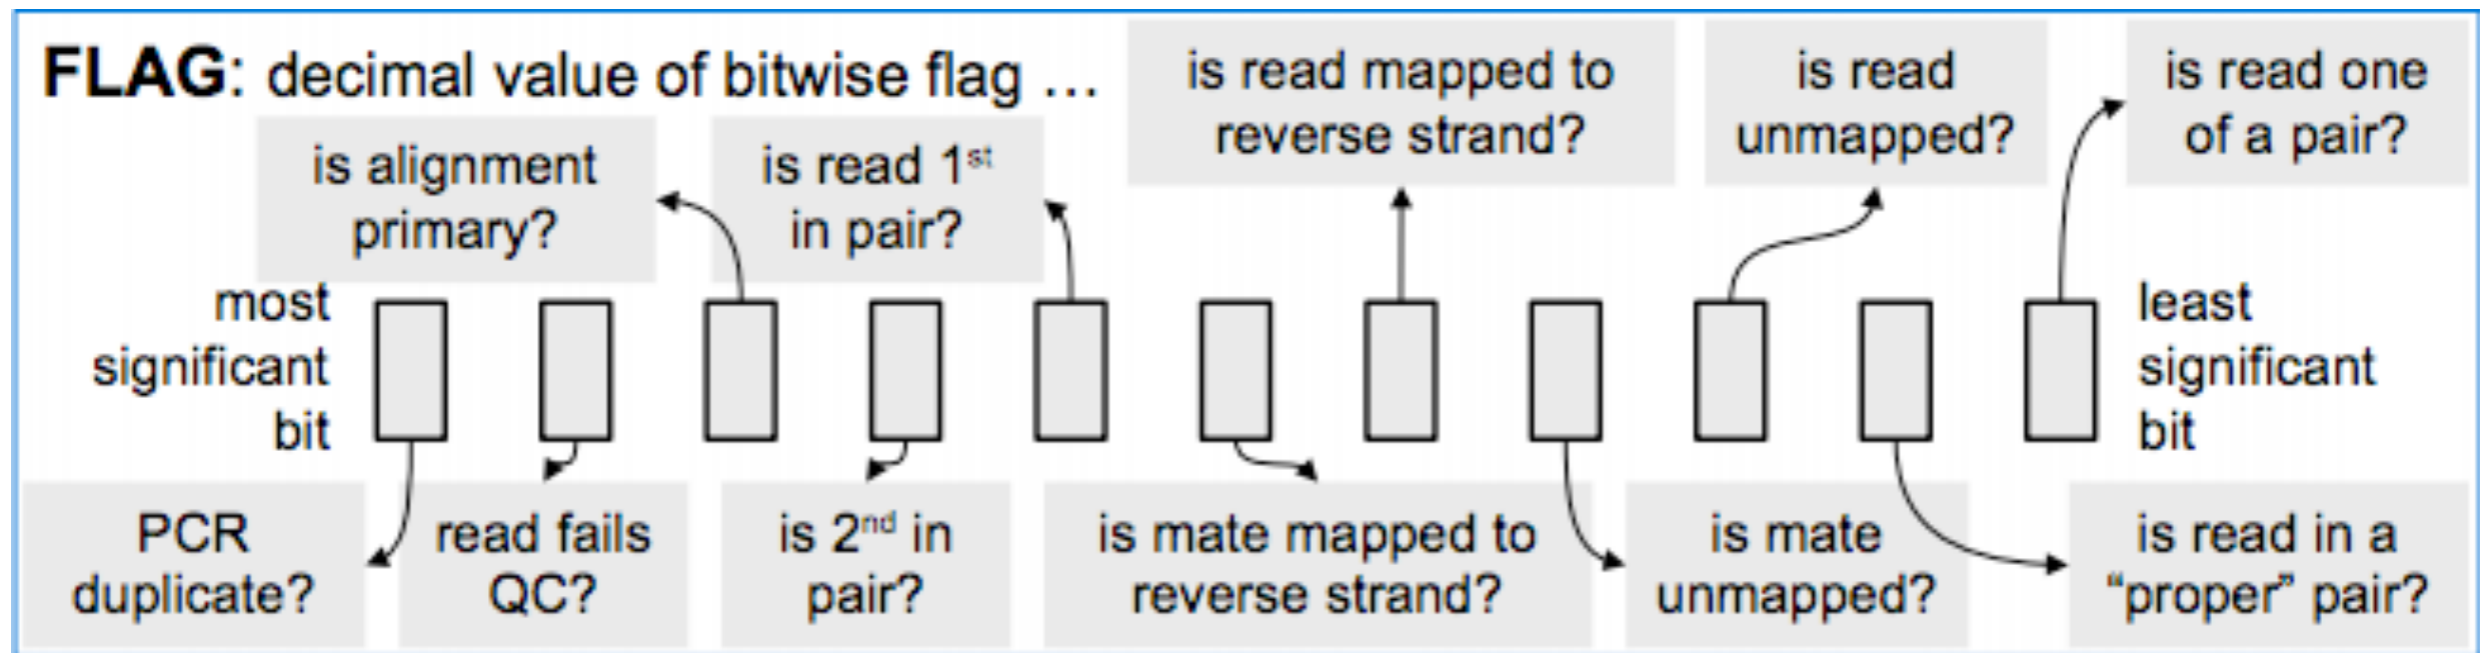 FLAG: decimal value of bitwise flag …
is read mapped to
reverse strand?
is read
unmapped?
is read one
of a pair?
is alignment
primary?
is read 1st
in pair?
most
significant
bit
least
significant
bit
PCR
duplicate?
read fails
QC?
is 2nd in
pair?
is mate mapped to
reverse strand?
is mate
unmapped?
is read in a
“proper” pair?